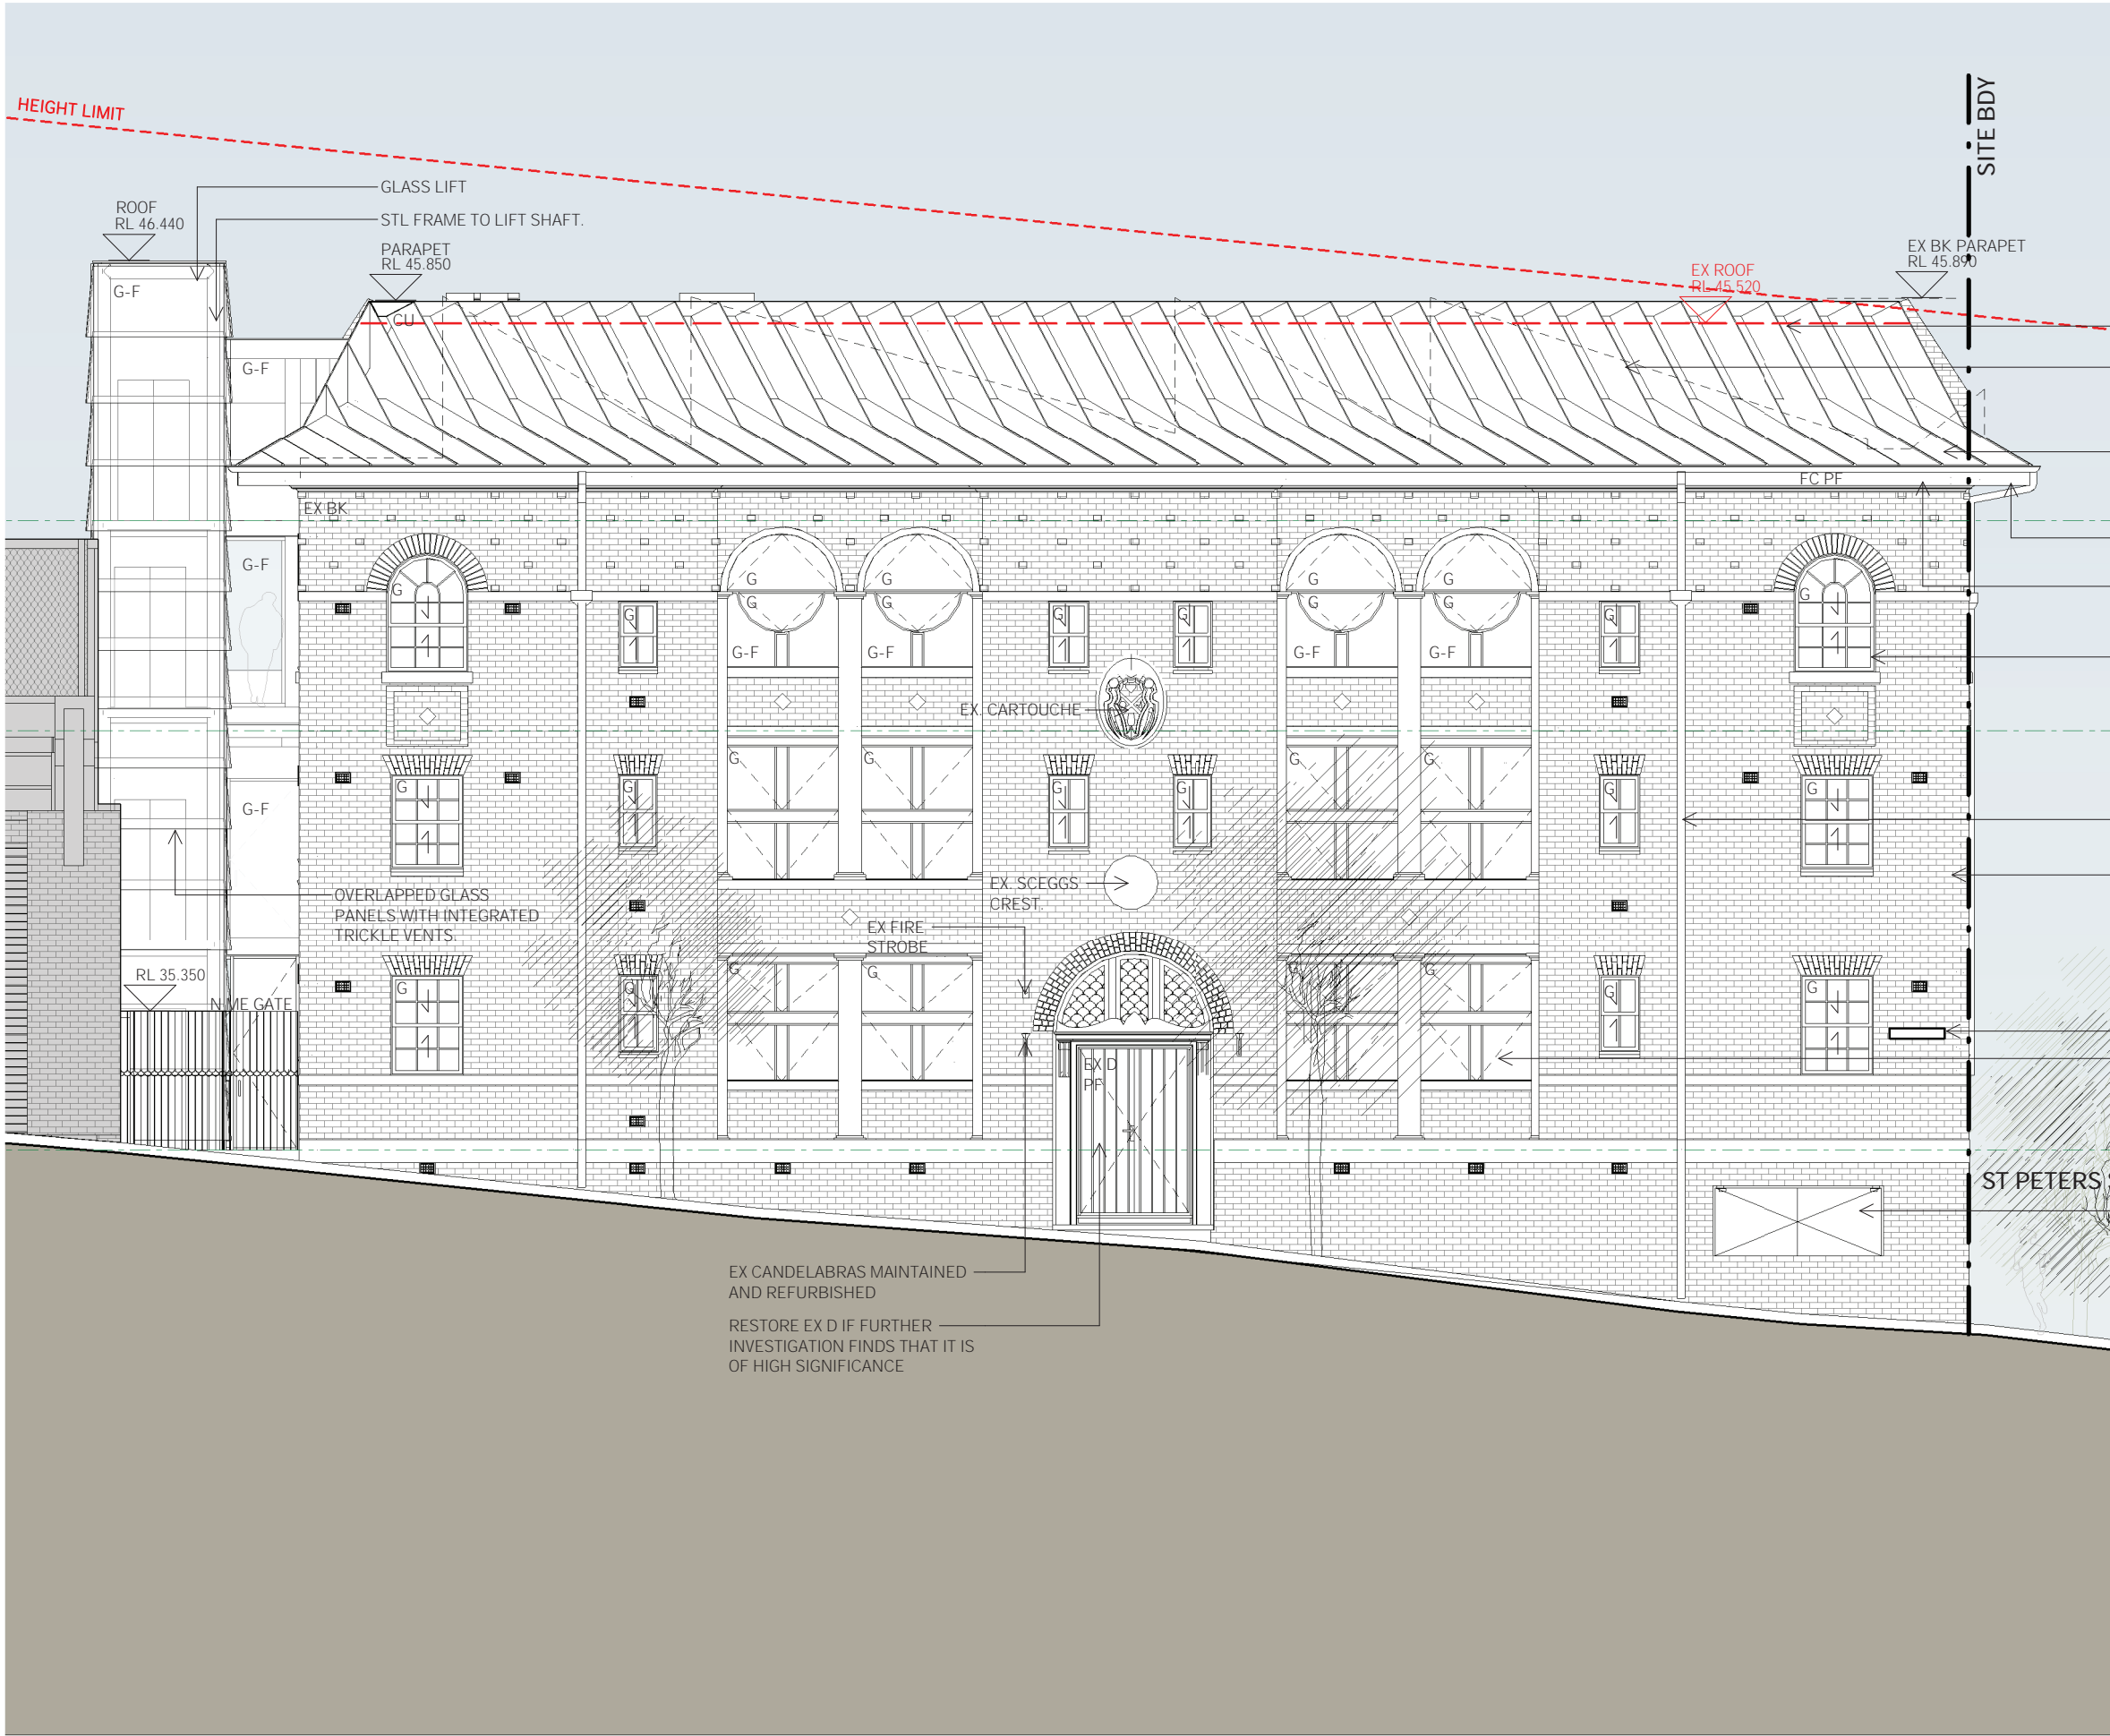 HEIGHT LIMIT
SITE BDY
GLASS LIFT
ROOF
RL 46.440
STL FRAME TO LIFT SHAFT.
PARAPET
RL 45.850
EX BK PARAPET
RL 45.890
EX ROOF
RL 45.520
G-F
CU
G-F
FC PF
EX BK
G-F
G
G
G
G
G
G
G
G
G
G
G
G
G
G
G-F
G-F
G-F
G-F
EX. CARTOUCHE
G
G
G
G
G
G
G
G
G
G
G-F
EX. SCEGGS
CREST.
OVERLAPPED GLASS
PANELS WITH INTEGRATED
TRICKLE VENTS.
EX FIRE
STROBE
RL 35.350
G
G
G
G
G
G
G
G
N ME GATE
EX D
PF
ST PETERS
EX CANDELABRAS MAINTAINED
AND REFURBISHED
RESTORE EX D IF FURTHER
INVESTIGATION FINDS THAT IT IS
OF HIGH SIGNIFICANCE